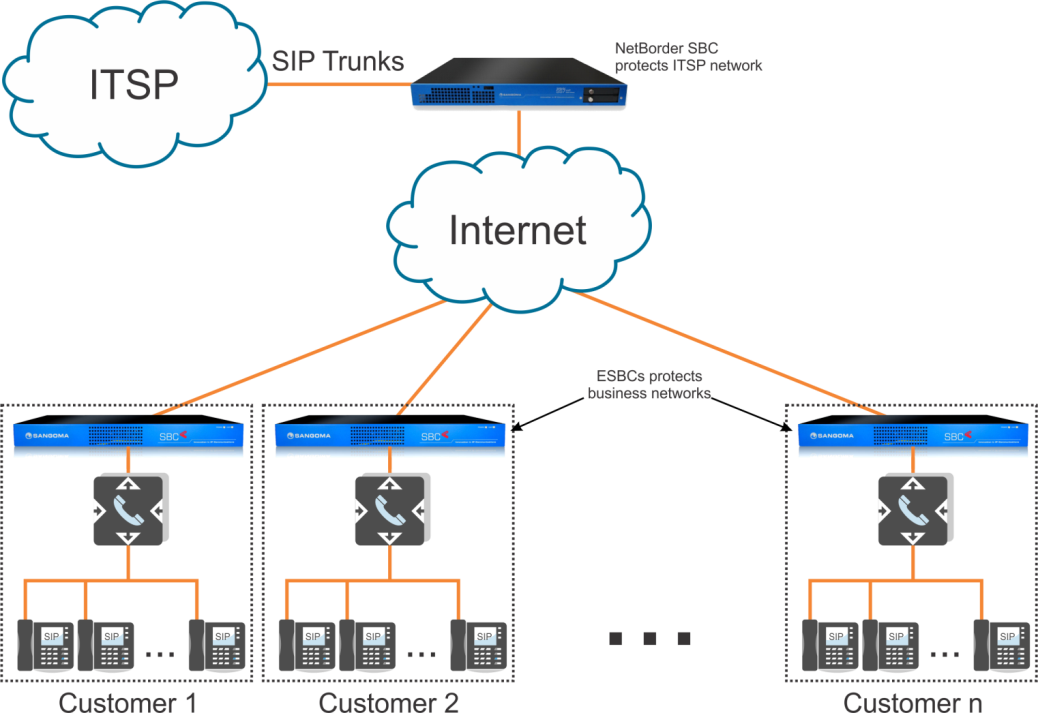 ITSP
SIP Trunks
NetBorder SBC
protects ITSP network
SANGOMA
Internet
ESBCs protects
business networks
SANGOMA
SBC
SANGOMA
SBC
SANGOMA
SBC
SIP
SIP
...
SIP
SIP
SIP
...
SIP
...
SIP
SIP
...
SIP
Customer 1
Customer 2
Customer n